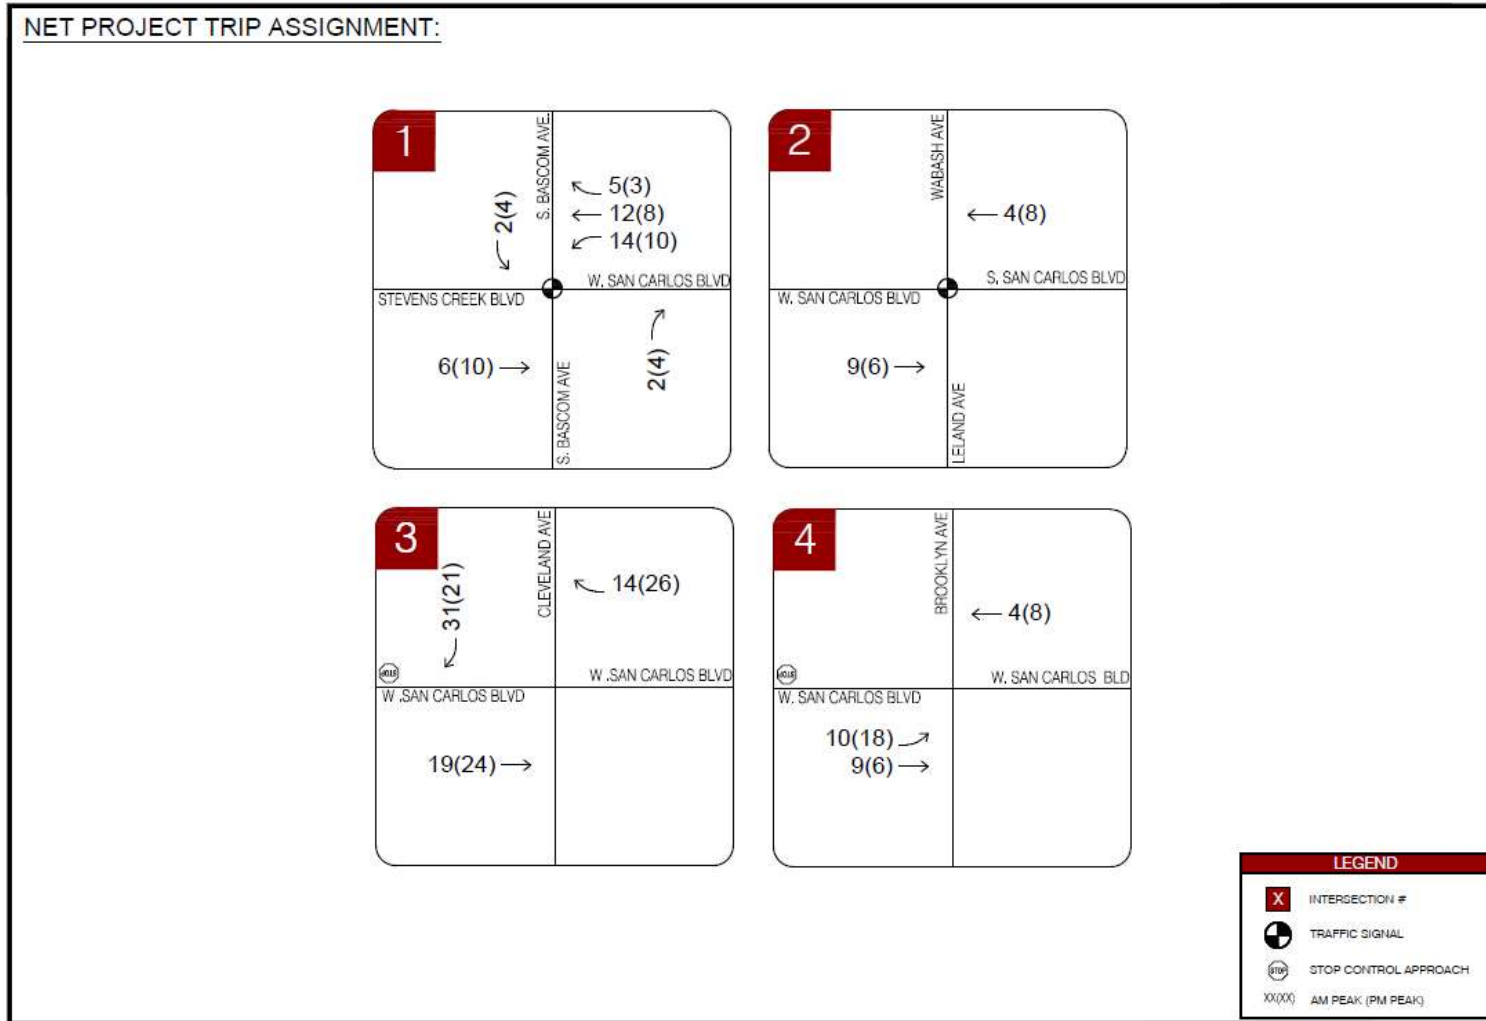 NET PROJECT TRIP ASSIGNMENT:
1
S. BASCOM AVE.
2(4)
5(3)
12(8)
14(10)
W. SAN CARLOS BLVD
STEVENS CREEK BLVD
6(10)
S. BASCOM AVE
2(4)
2
WABASH AVE
4(8)
S, SAN CARLOS BLVD
W. SAN CARLOS BLVD
9(6)
LELAND AVE
3
CLEVELAND AVE
31(21)
14(26)
STOP
W .SAN CARLOS BLVD
W .SAN CARLOS BLVD
19(24)
4
BROOKLYN AVE
4(8)
STOP
W. SAN CARLOS BLD
W. SAN CARLOS BLVD
10(18)
9(6)
LEGEND
X INTERSECTION #
TRAFFIC SIGNAL
STOP STOP CONTROL APPROACH
XX(XX) AM PEAK (PM PEAK)